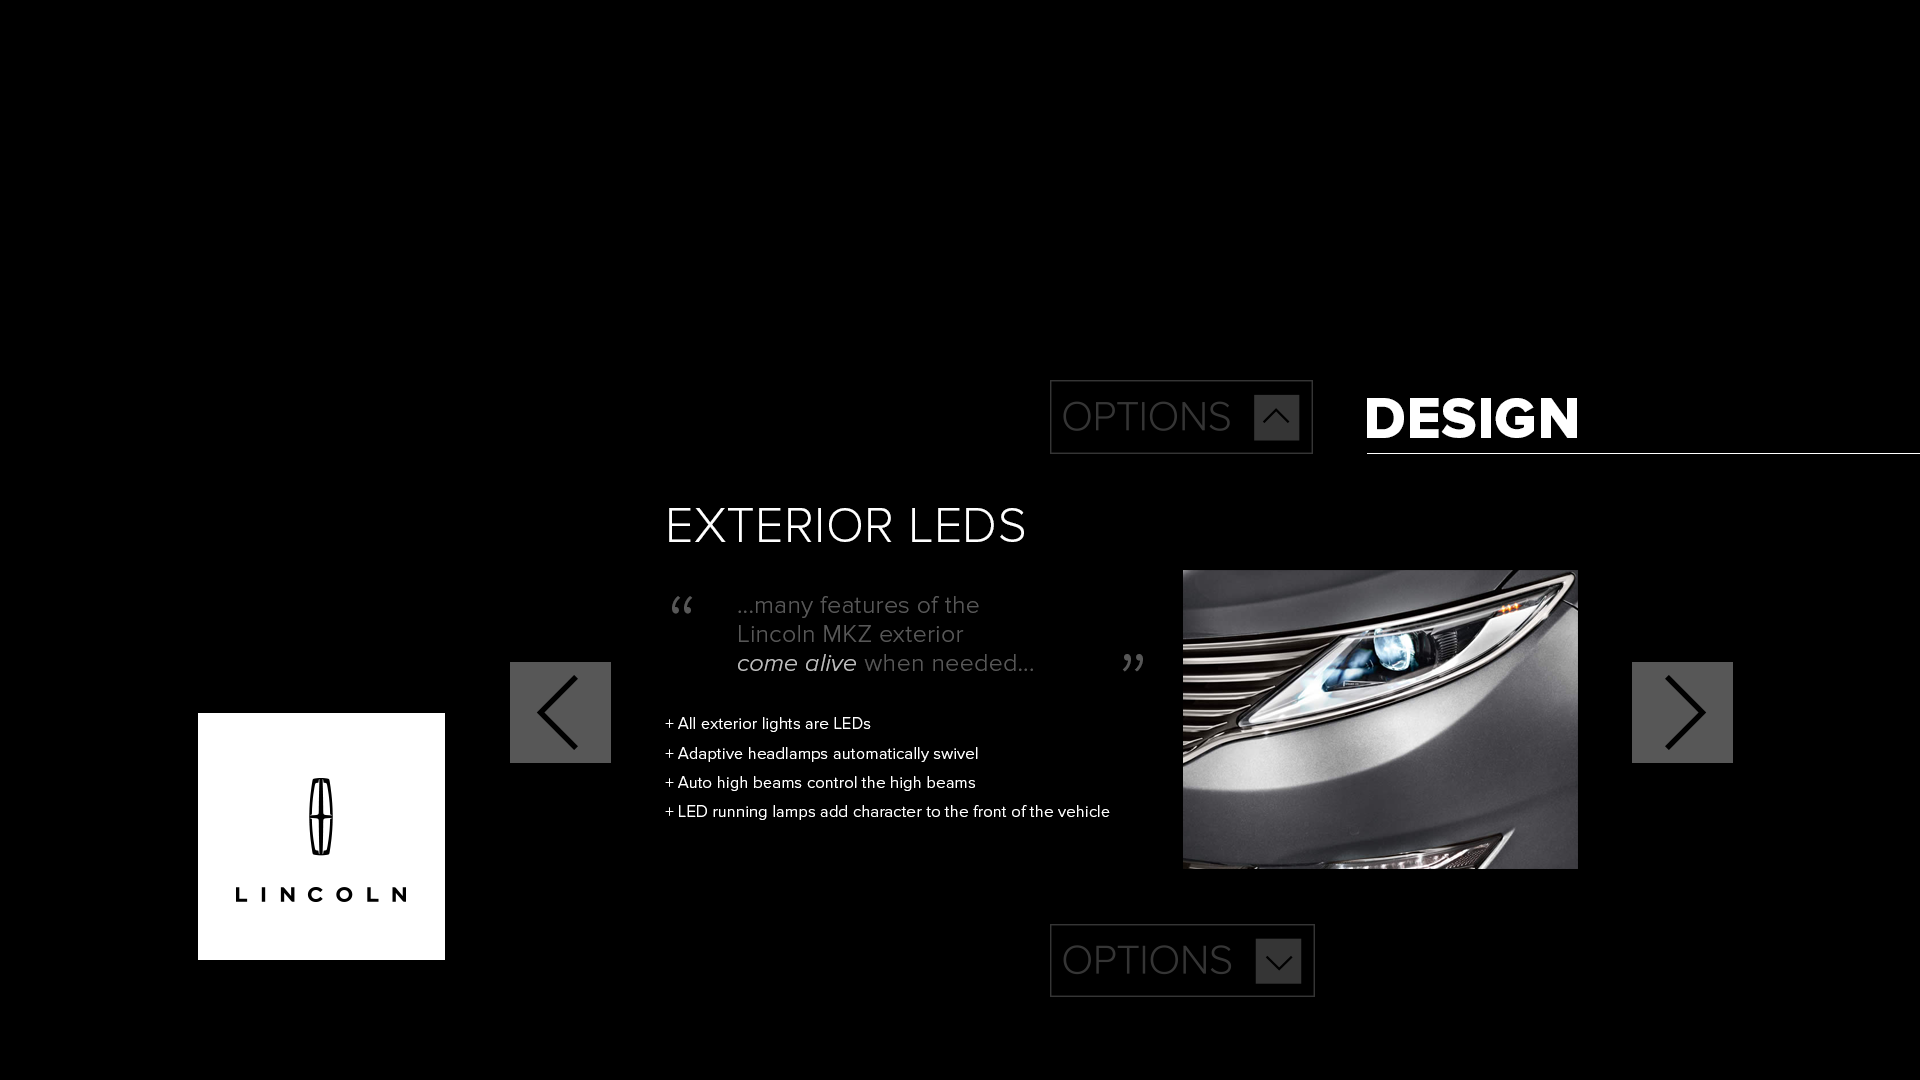 OPTIONS
DESIGN
EXTERIOR LEDS
“ ...many features of the
Lincoln MKZ exterior
come alive when needed... ”
+ All exterior lights are LEDs
+ Adaptive headlamps automatically swivel
+ Auto high beams control the high beams
+ LED running lamps add character to the front of the vehicle
LINCOLN
OPTIONS